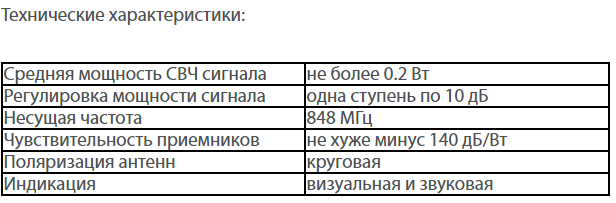 Технические характеристики:
Средняя мощность СВЧ сигнала не более 0.2 Вт
Регулировка мощности сигнала одна ступень по 10 дБ
Несущая частота 848 МГц
Чувствительность приемников не хуже минус 140 дБ/Вт
Поляризация антенн круговая
Индикация визуальная и звуковая